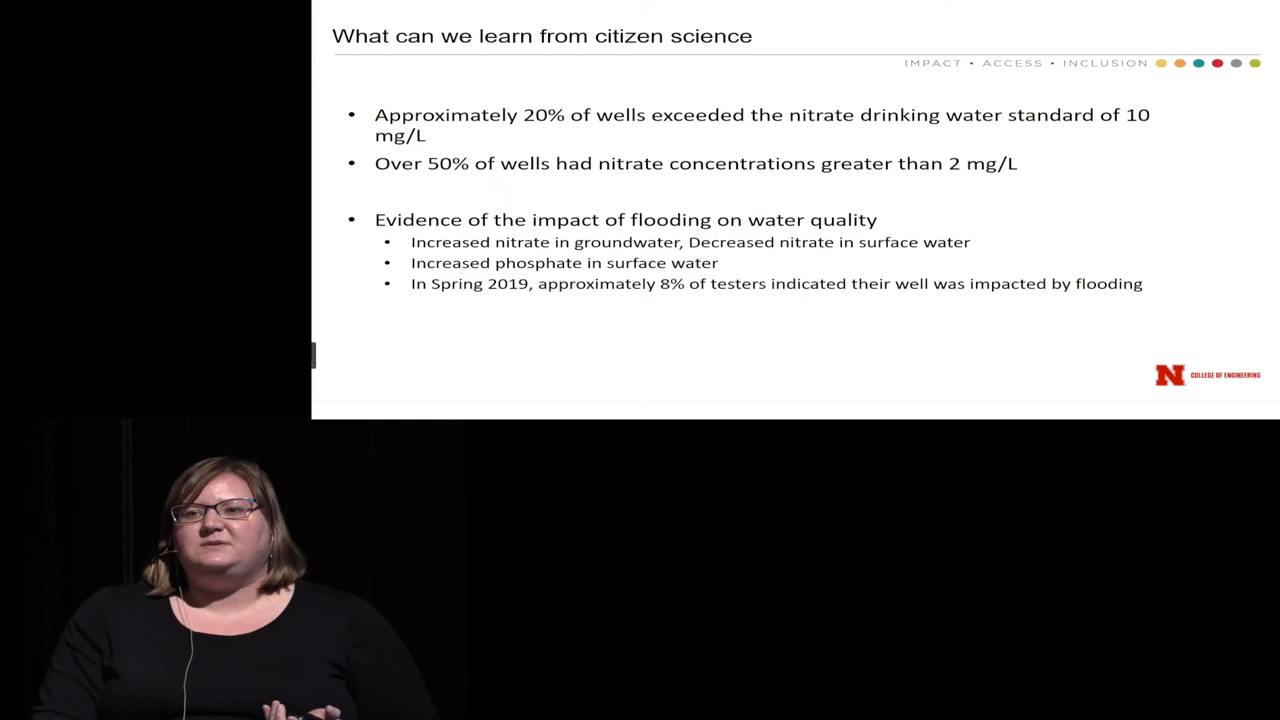 What can we learn from citizen science
IMPACT • ACCESS • INCLUSION
• Approximately 20% of wells exceeded the nitrate drinking water standard of 10
mg/L
• Over 50% of wells had nitrate concentrations greater than 2 mg/L
• Evidence of the impact of flooding on water quality
• Increased nitrate in groundwater, Decreased nitrate in surface water
• Increased phosphate in surface water
• In Spring 2019, approximately 8% of testers indicated their well was impacted by flooding
N COLLEGE OF ENGINEERING